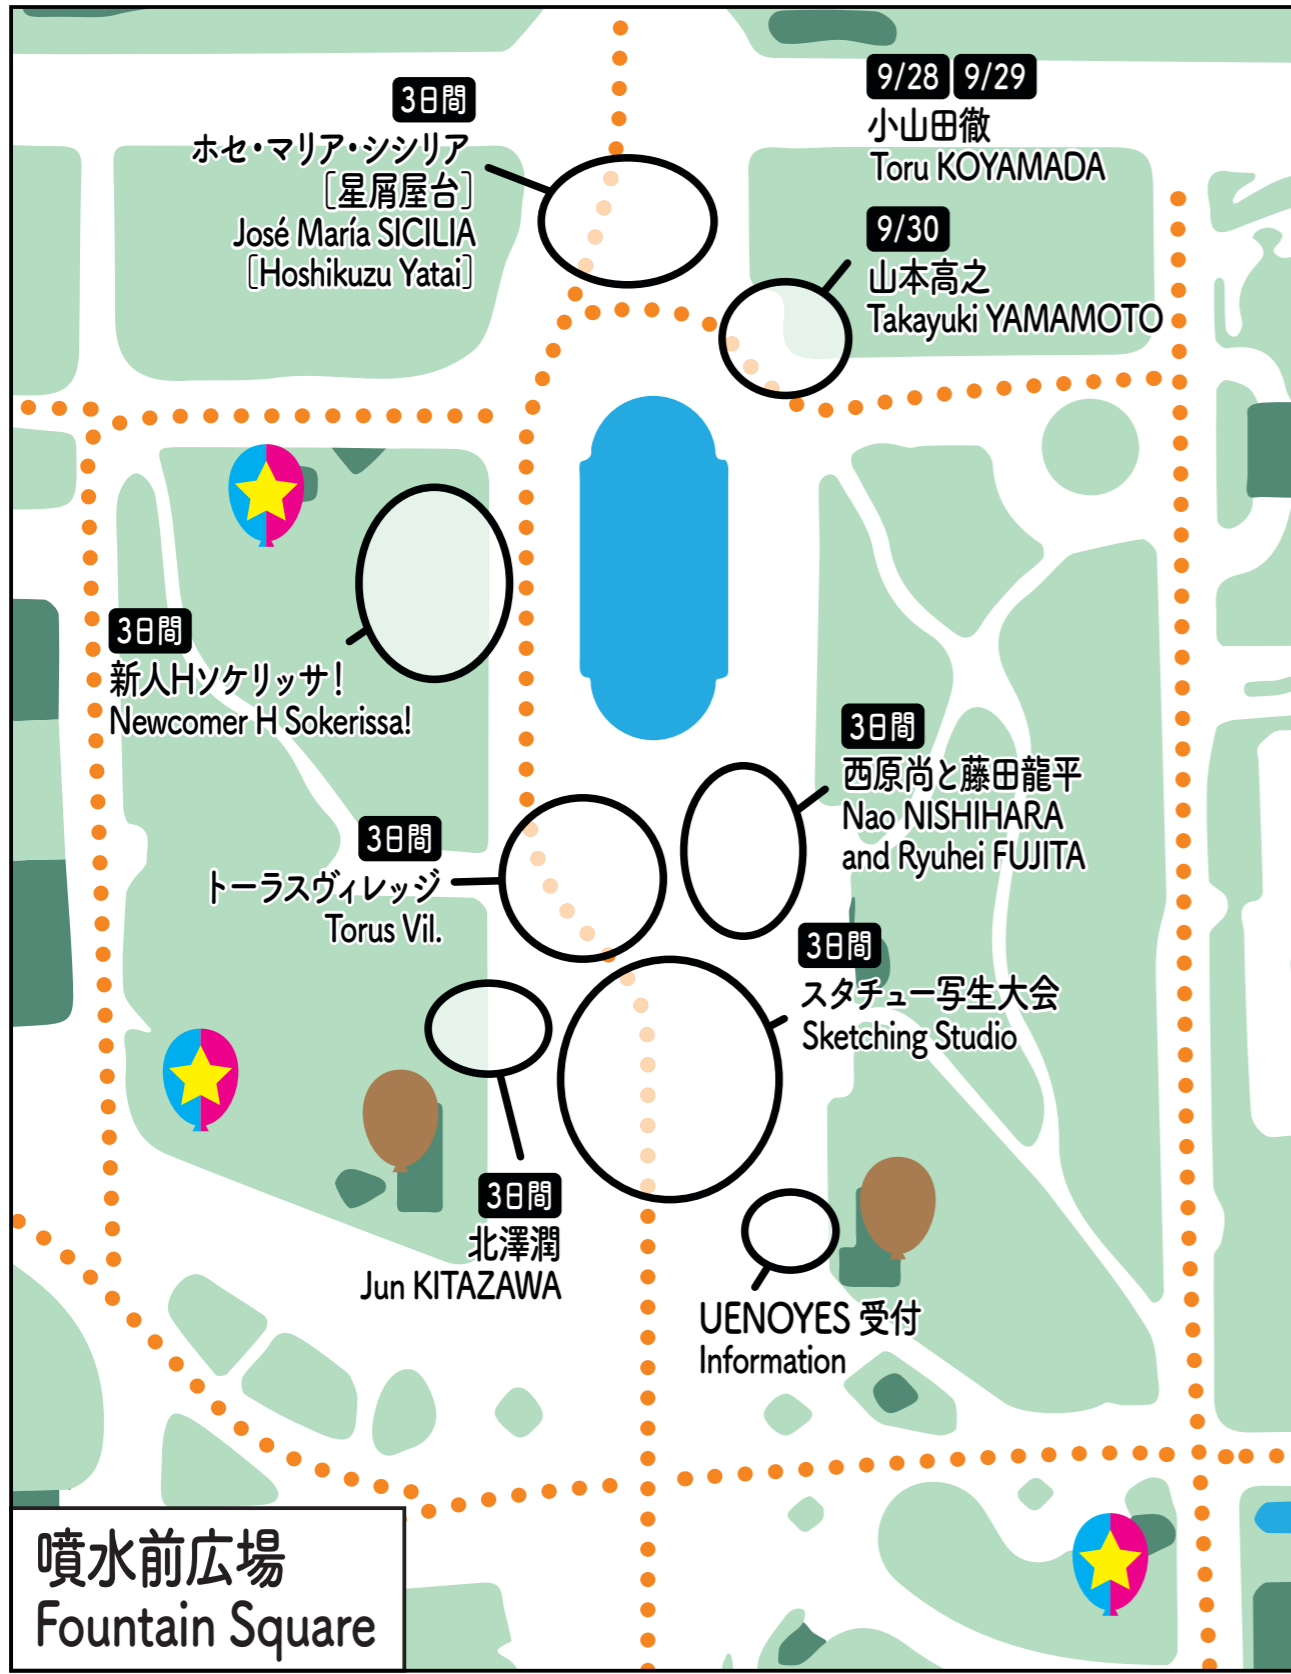 3日間
ホセ・マリア・シシリア
［星屑屋台］
José María SICILIA
［Hoshikuzu Yatai］
9/28 9/29
小山田徹
Toru KOYAMADA
9/30
山本高之
Takayuki YAMAMOTO
3日間
新人Hソケリッサ！
Newcomer H Sokerissa!
3日間
西原尚と藤田龍平
Nao NISHIHARA
and Ryuhei FUJITA
3日間
トーラスヴィレッジ
Torus Vil.
3日間
スタチュー写生大会
Sketching Studio
3日間
北澤潤
Jun KITAZAWA
UENOYES 受付
Information
噴水前広場
Fountain Square